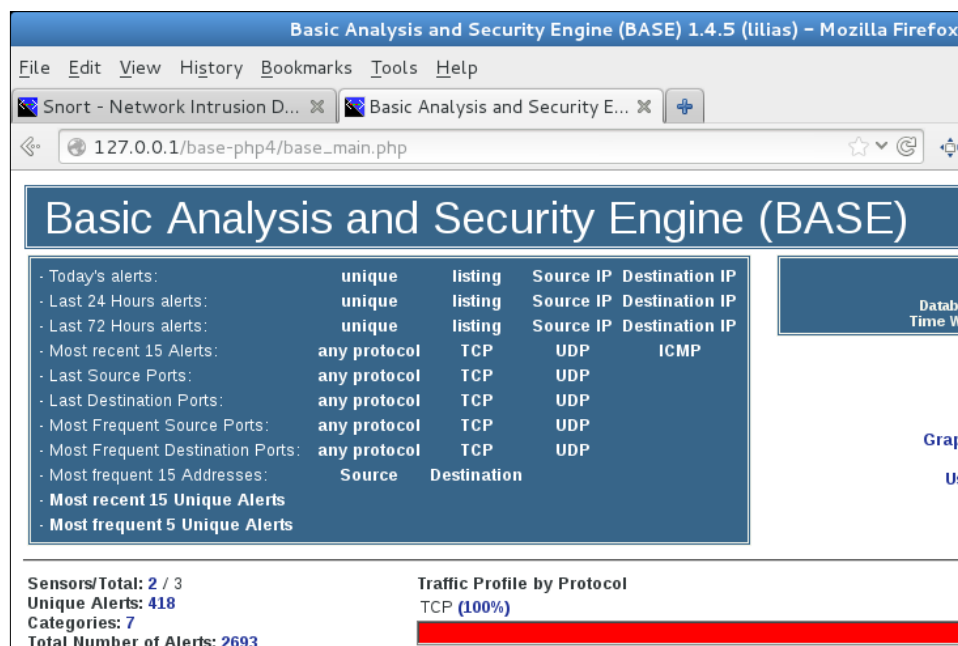 Basic Analysis and Security Engine (BASE) 1.4.5 (lilias) – Mozilla Firefox
File Edit View History Bookmarks Tools Help
Snort - Network Intrusion D... Basic Analysis and Security E...
127.0.0.1/base-php4/base_main.php
Basic Analysis and Security Engine (BASE)
· Today's alerts: unique listing Source IP Destination IP
· Last 24 Hours alerts: unique listing Source IP Destination IP
· Last 72 Hours alerts: unique listing Source IP Destination IP
· Most recent 15 Alerts: any protocol TCP UDP ICMP
· Last Source Ports: any protocol TCP UDP
· Last Destination Ports: any protocol TCP UDP
· Most Frequent Source Ports: any protocol TCP UDP
· Most Frequent Destination Ports: any protocol TCP UDP
· Most frequent 15 Addresses: Source Destination
· Most recent 15 Unique Alerts
· Most frequent 5 Unique Alerts
Time
Sensors/Total: 2 / 3
Unique Alerts: 418
Categories: 7
Total Number of Alerts: 2693
Traffic Profile by Protocol
TCP (100%)